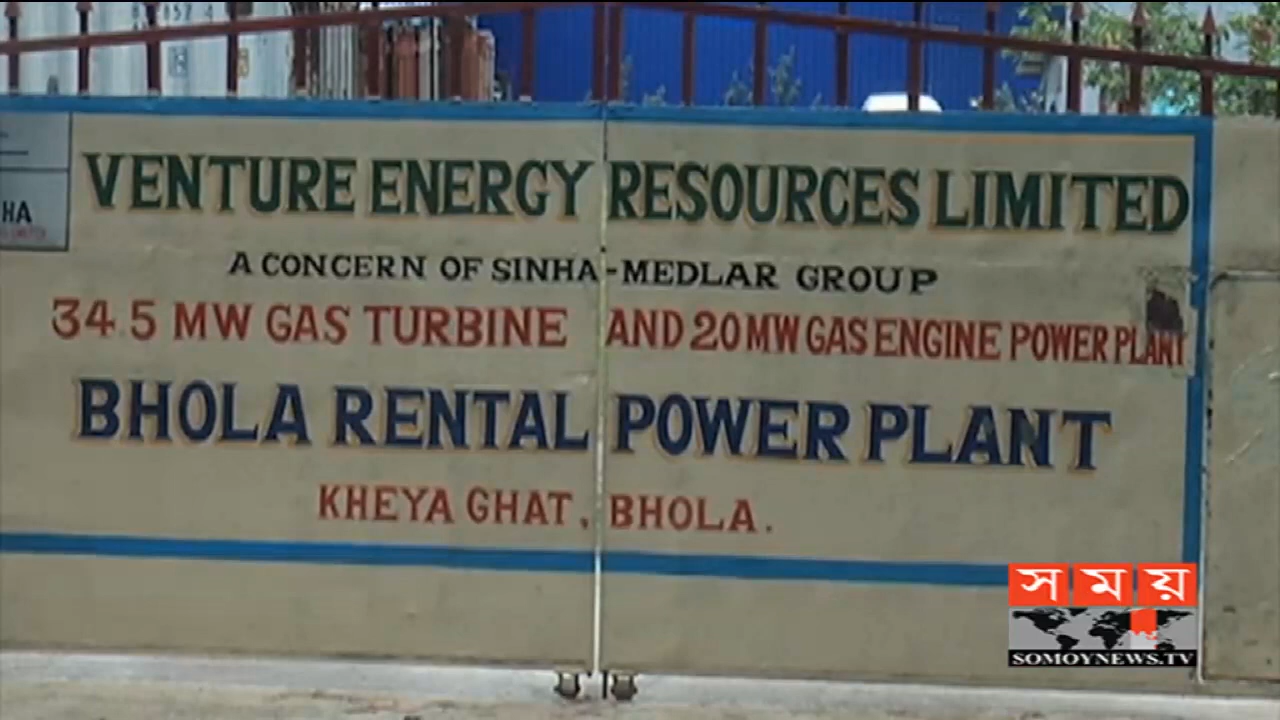 HA
VENTURE ENERGY RESOURCES LIMITED
A CONCERN OF SINHA-MEDLAR GROUP
34.5 MW GAS TURBINE AND 20 MW GAS ENGINE POWER PLANT
BHOLA RENTAL POWER PLANT
KHEYA GHAT, BHOLA.
সময়
SOMOYNEWS.TV